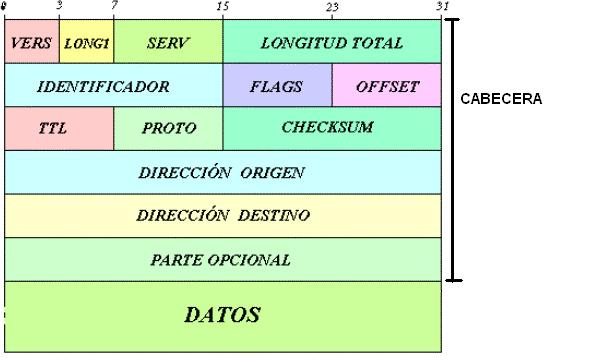 0 3 7 15 23 31
VERS LONG1 SERV LONGITUD TOTAL
IDENTIFICADOR FLAGS OFFSET
CABECERA
TTL PROTO CHECKSUM
DIRECCIÓN ORIGEN
DIRECCIÓN DESTINO
PARTE OPCIONAL
DATOS